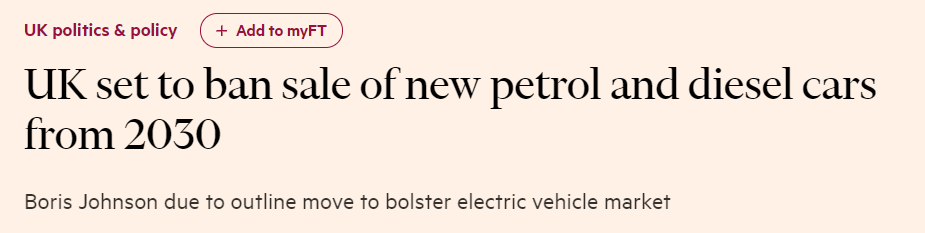 UK politics & policy + Add to myFT
UK set to ban sale of new petrol and diesel cars
from 2030
Boris Johnson due to outline move to bolster electric vehicle market